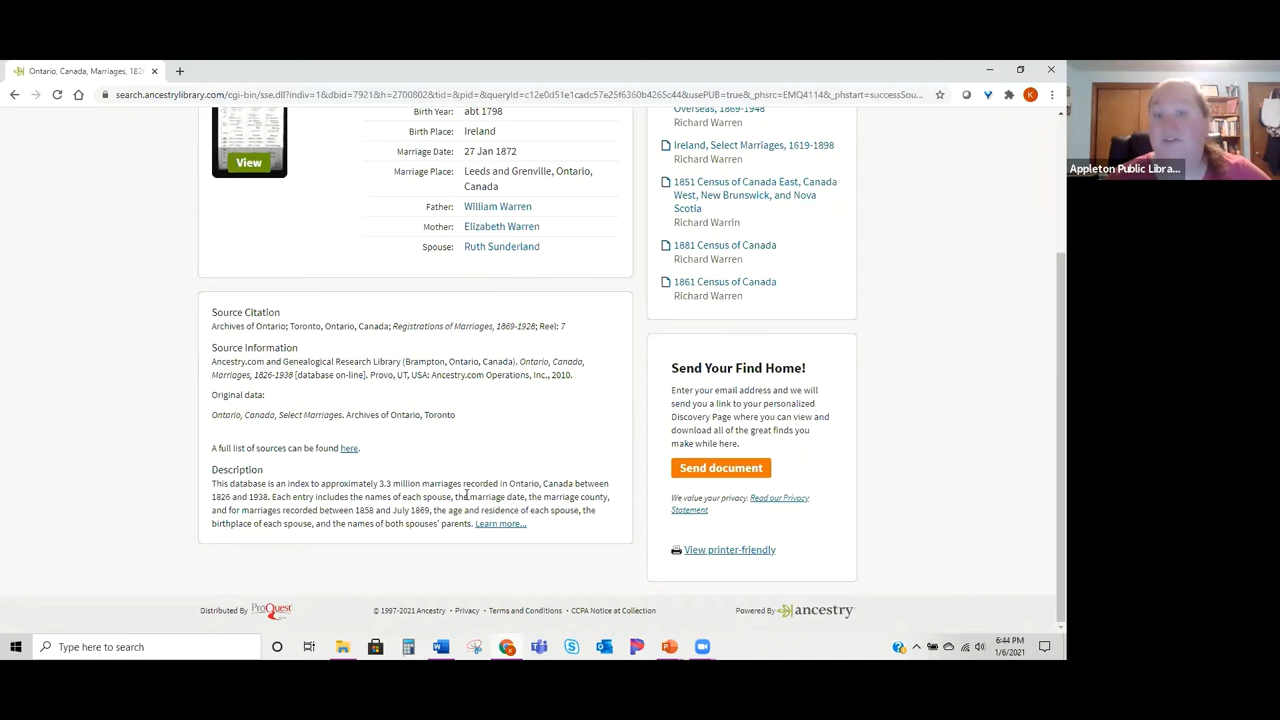 Ontario, Canada, Marriages, 182
search.ancestrylibrary.com/cgi-bin/sse.dll?indiv=1&dbid=7921&h=2700802&tid=&pid=&queryId=c12e0d51e1cadc57e25f6360b4f245c44&usePUB=true&_phsrc=EMQ4114&_phstart=successSou...
K
Birth Year: abt 1798
Birth Place: Ireland
Marriage Date: 27 Jan 1872
Marriage Place: Leeds and Grenville, Ontario,
Canada
Father: William Warren
Mother: Elizabeth Warren
Spouse: Ruth Sunderland
View
Overseas, 1869-1948
Richard Warren
Ireland, Select Marriages, 1619-1898
Richard Warren
1851 Census of Canada East, Canada
West, New Brunswick, and Nova
Scotia
Richard Warrin
1881 Census of Canada
Richard Warren
1861 Census of Canada
Richard Warren
Appleton Public Libra...
Source Citation
Archives of Ontario; Toronto, Ontario, Canada; Registrations of Marriages, 1869-1928; Reel: 7
Source Information
Ancestry.com and Genealogical Research Library (Brampton, Ontario, Canada). Ontario, Canada,
Marriages, 1826-1938 [database on-line]. Provo, UT, USA: Ancestry.com Operations, Inc., 2010.
Original data:
Ontario, Canada, Select Marriages. Archives of Ontario, Toronto
A full list of sources can be found here.
Description
This database is an index to approximately 3.3 million marriages recorded in Ontario, Canada between
1826 and 1938. Each entry includes the names of each spouse, the marriage date, the marriage county,
and for marriages recorded between 1858 and July 1869, the age and residence of each spouse, the
birthplace of each spouse, and the names of both spouses' parents. Learn more...
Send Your Find Home!
Enter your email address and we will
send you a link to your personalized
Discovery Page where you can view and
download all of the great finds you
make while here.
Send document
We value your privacy. Read our Privacy
Statement
View printer-friendly
Distributed By ProQuest
© 1997-2021 Ancestry • Privacy • Terms and Conditions • CCPA Notice at Collection
Powered By ancestry
Type here to search
6:44 PM
1/6/2021